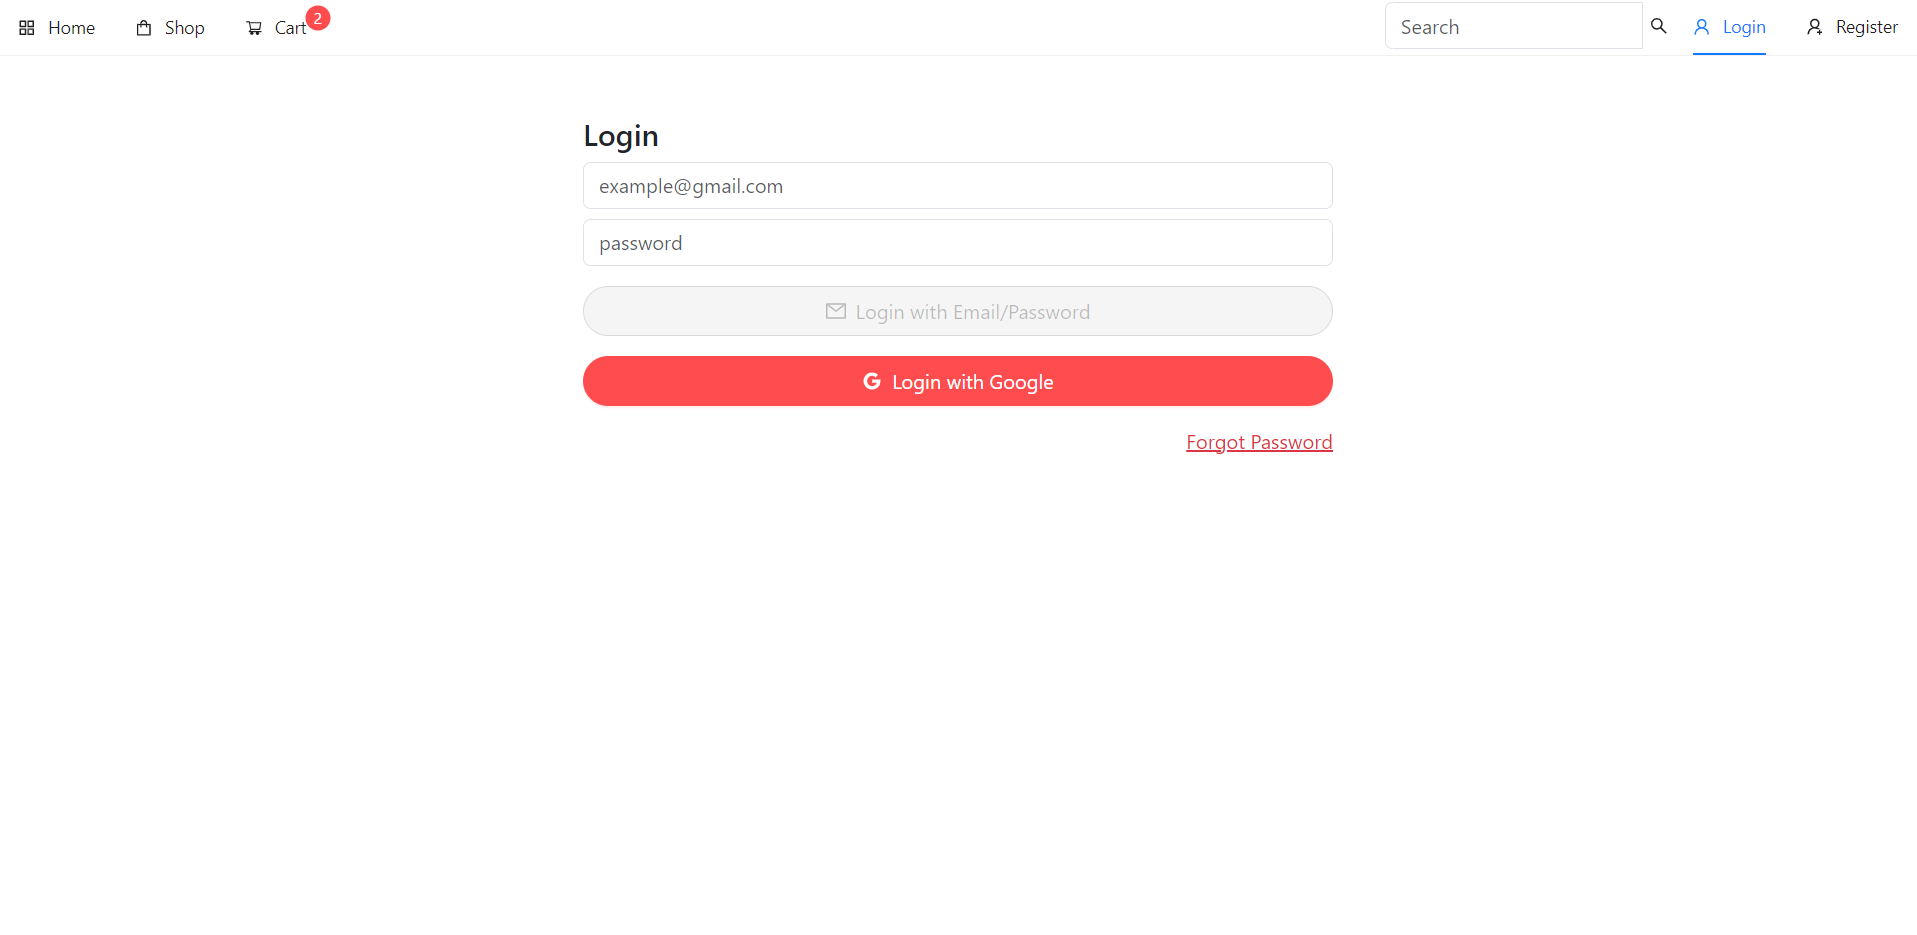 Home Shop Cart 2 Search Login Register
Login
example@gmail.com
password
Login with Email/Password
Login with Google
Forgot Password